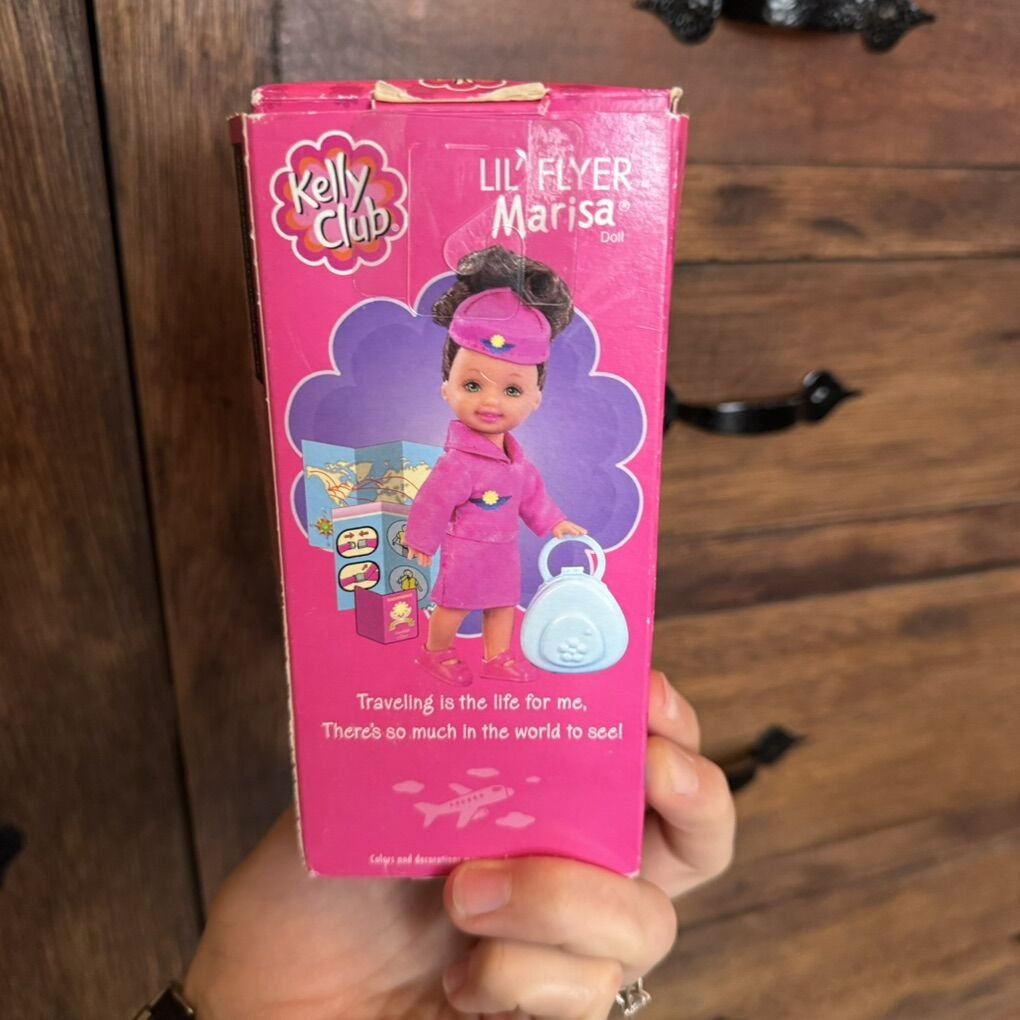 Kelly
Club®
LIL' FLYER™
Marisa®
Doll
Traveling is the life for me,
There's so much in the world to see!
Colors and decorations